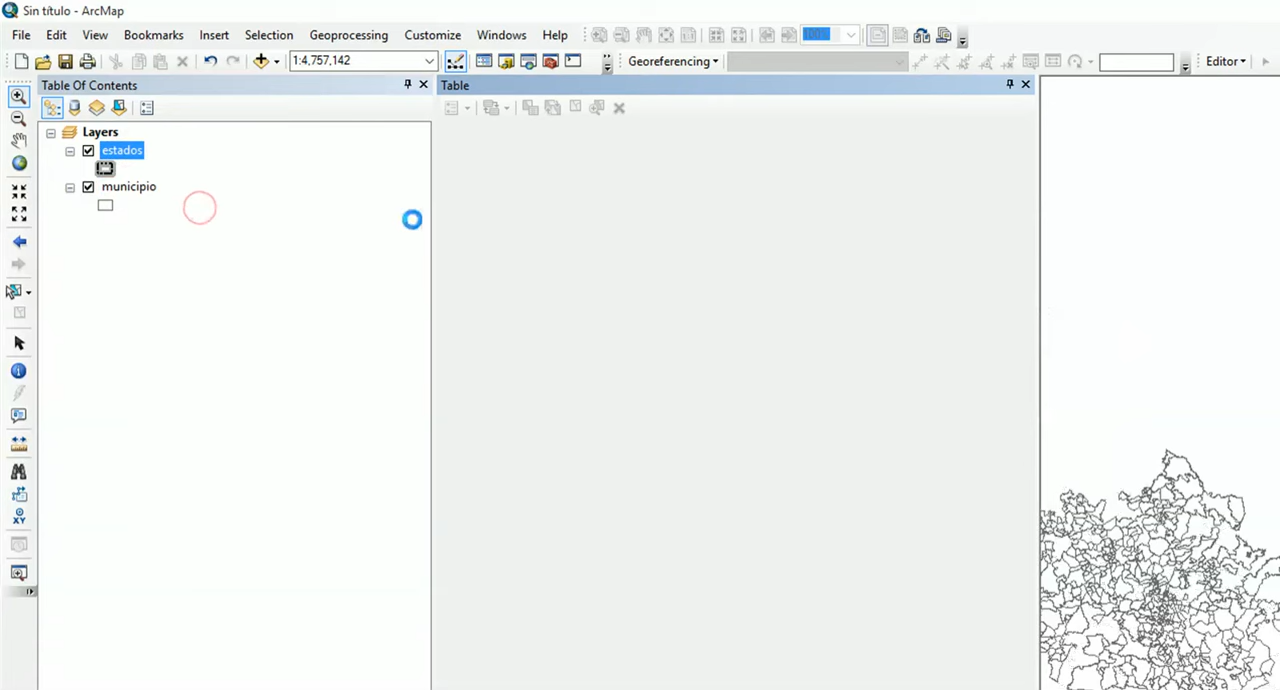 Sin título - ArcMap
File Edit View Bookmarks Insert Selection Geoprocessing Customize Windows Help
1:4,757,142 Georeferencing Editor
Table Of Contents
Table
Layers
estados
municipio
XY